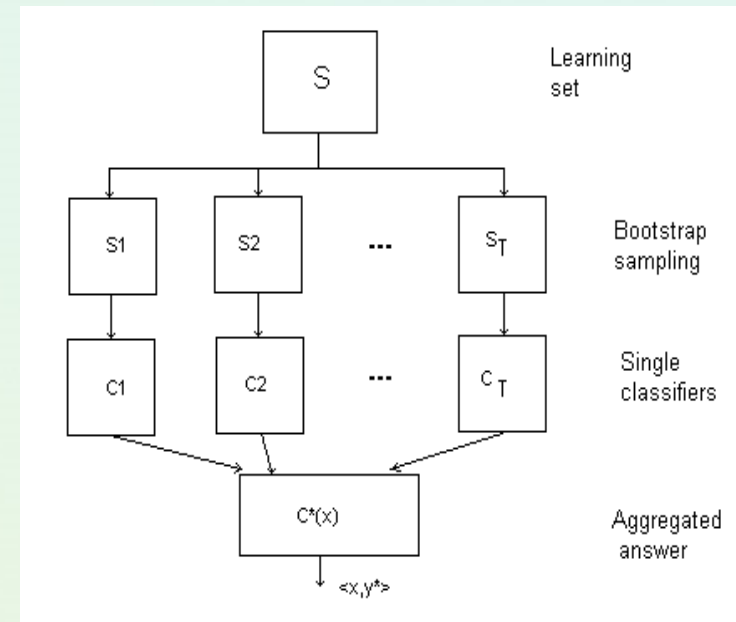 S
Learning
set
S1
S2
...
ST
Bootstrap
sampling
C1
C2
...
CT
Single
classifiers
C*(x)
Aggregated
answer
<x,y*>